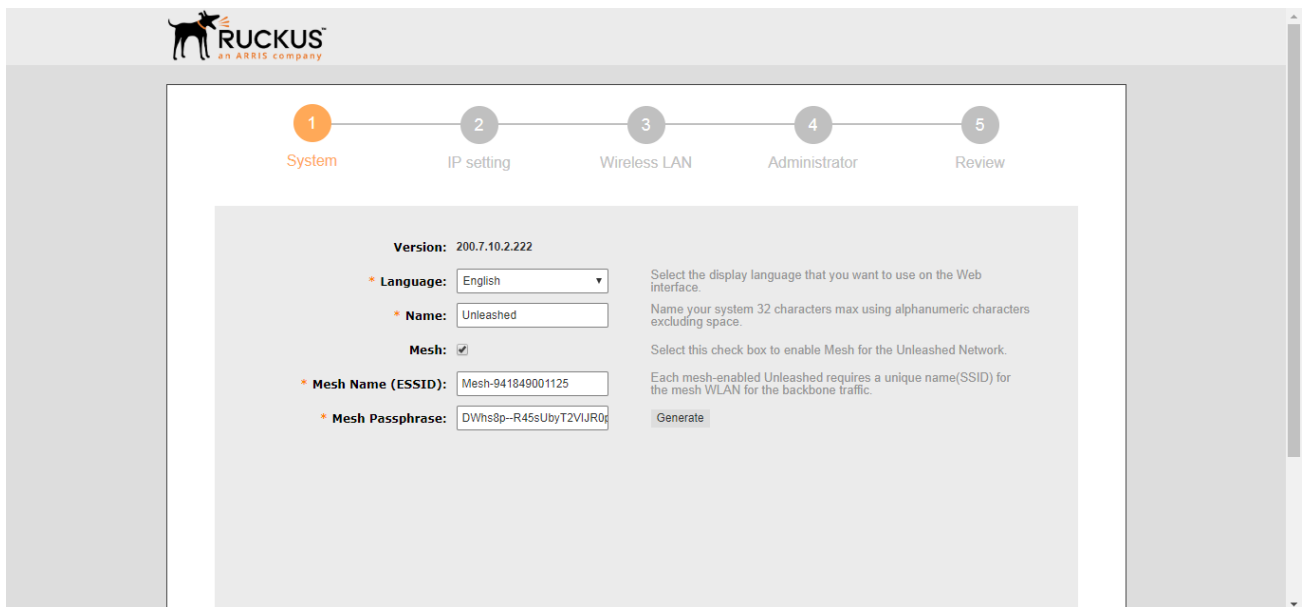 RUCKUS™
an ARRIS company
1 2 3 4 5
System IP setting Wireless LAN Administrator Review
Version: 200.7.10.2.222
* Language: English Select the display language that you want to use on the Web
interface.
* Name: Unleashed Name your system 32 characters max using alphanumeric characters
excluding space.
Mesh: Select this check box to enable Mesh for the Unleashed Network.
* Mesh Name (ESSID): Mesh-941849001125 Each mesh-enabled Unleashed requires a unique name(SSID) for
the mesh WLAN for the backbone traffic.
* Mesh Passphrase: Generate